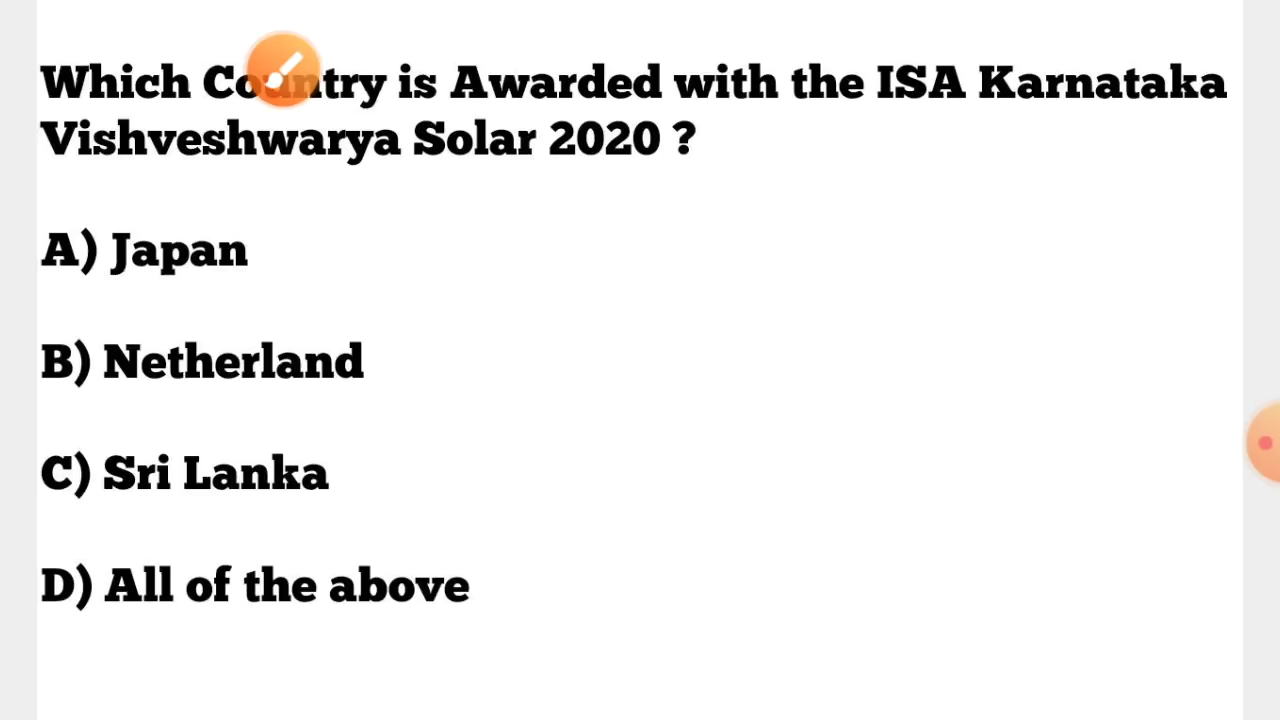 Which Country is Awarded with the ISA Karnataka
Vishveshwarya Solar 2020 ?
A) Japan
B) Netherland
C) Sri Lanka
D) All of the above